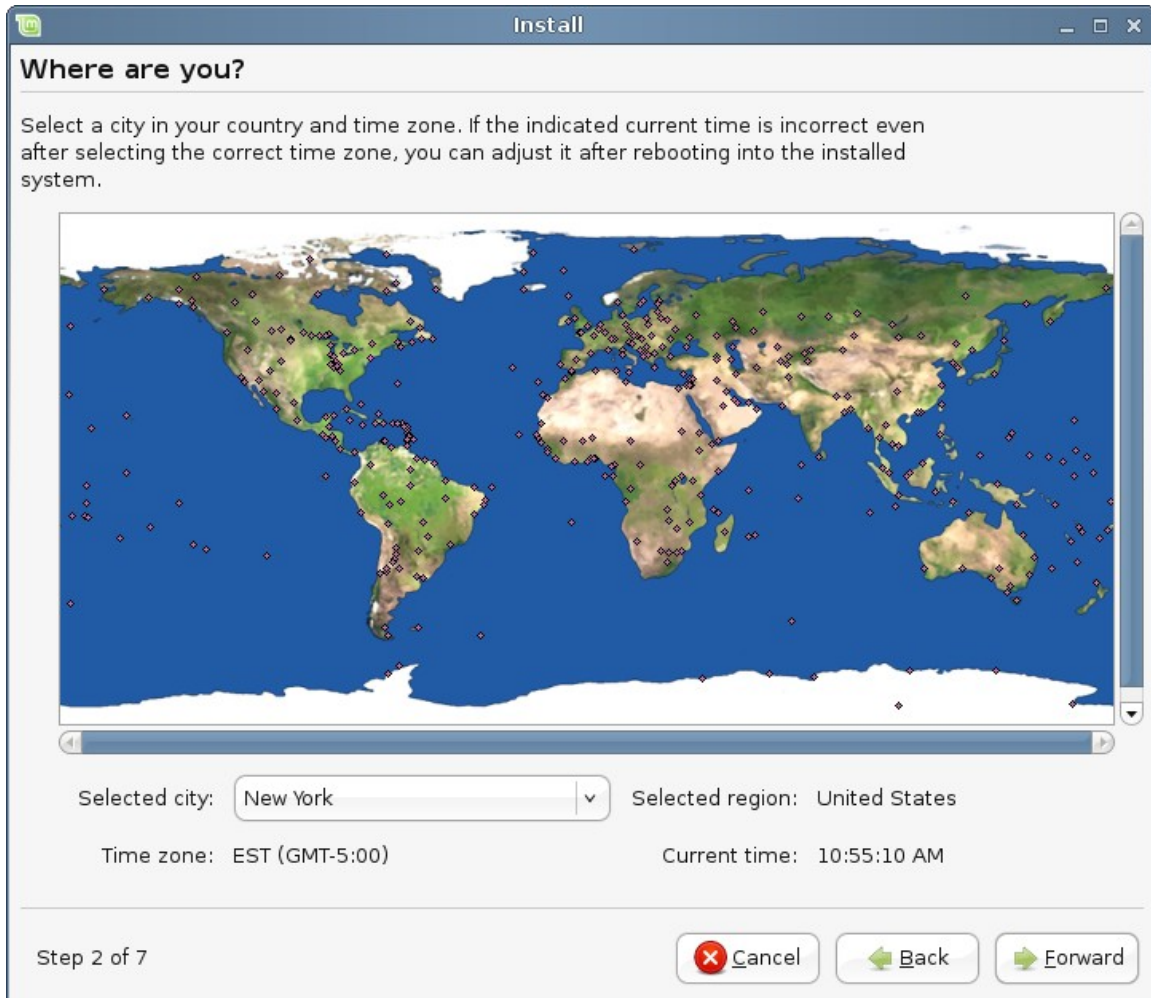 Install
Where are you?
Select a city in your country and time zone. If the indicated current time is incorrect even
after selecting the correct time zone, you can adjust it after rebooting into the installed
system.
Selected city: New York Selected region: United States
Time zone: EST (GMT-5:00) Current time: 10:55:10 AM
Step 2 of 7 Cancel Back Forward